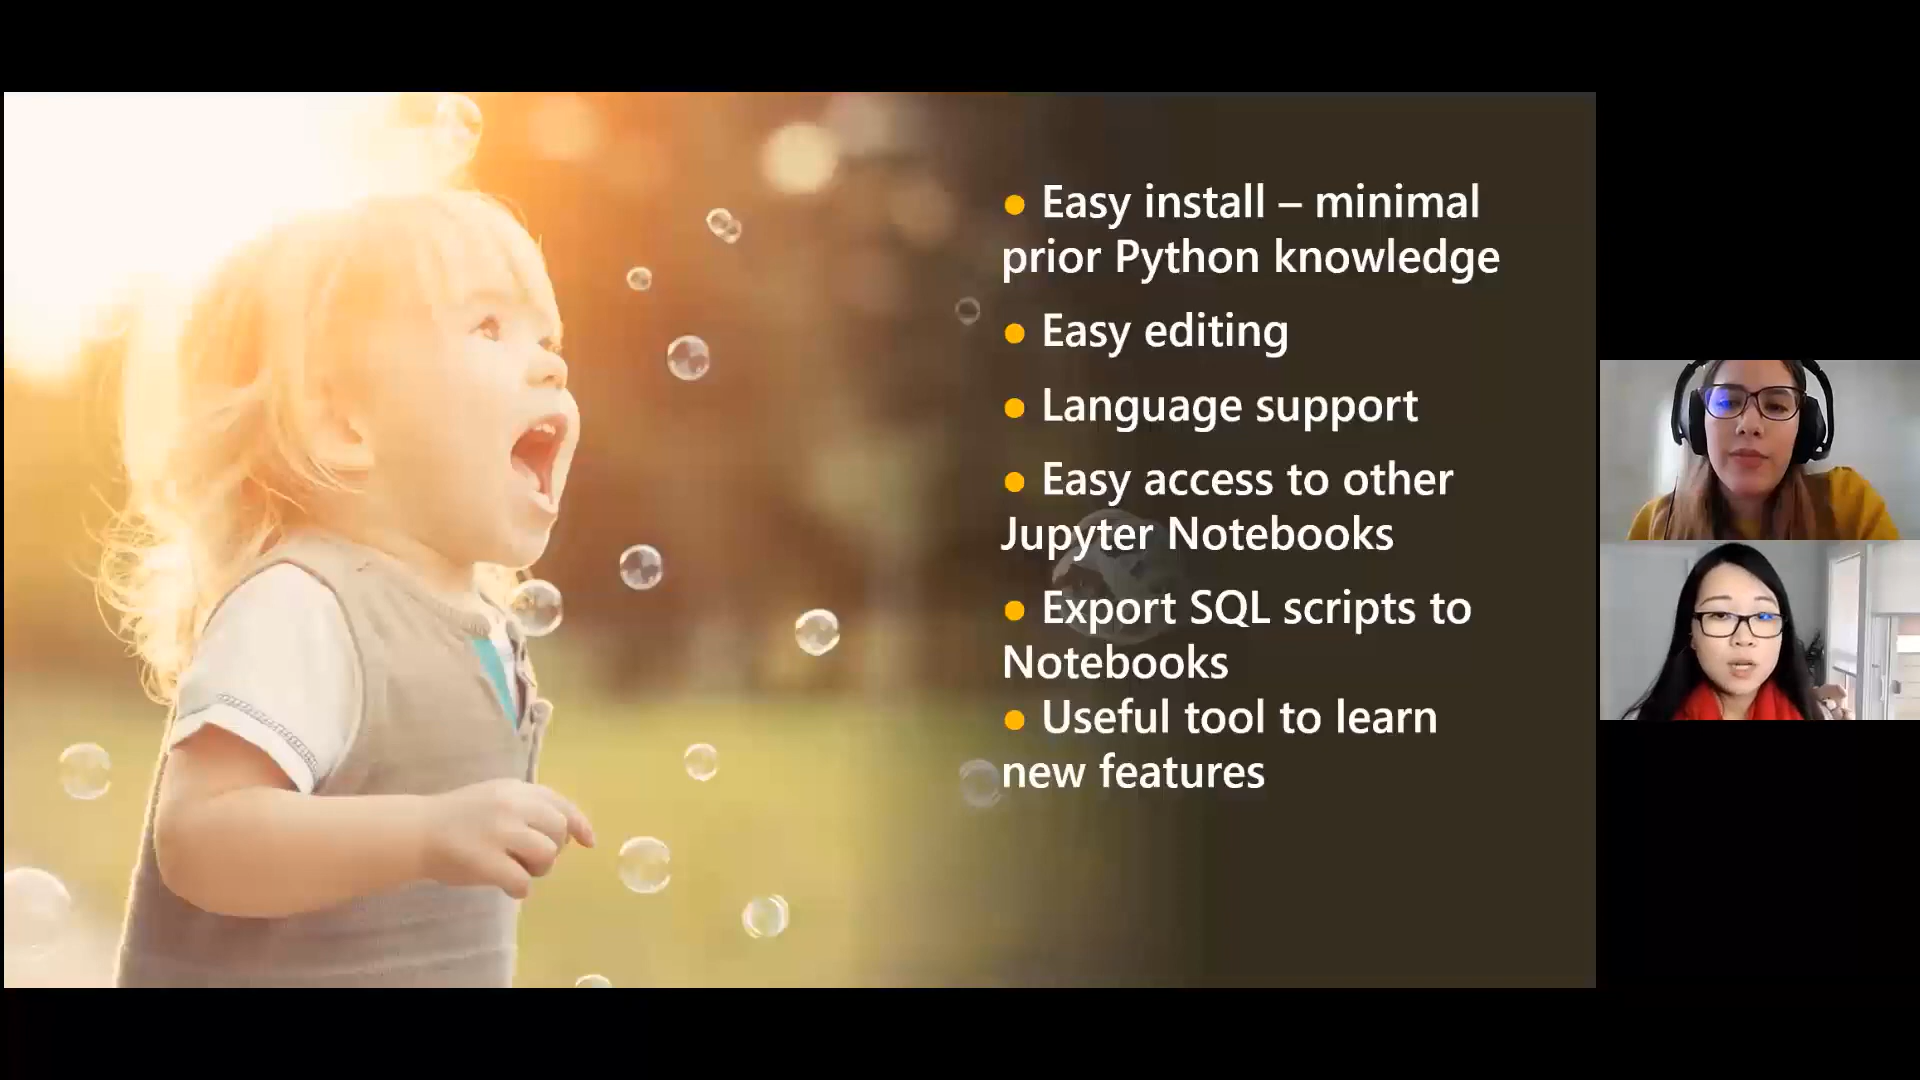 ● Easy install – minimal
prior Python knowledge
● Easy editing
● Language support
● Easy access to other
Jupyter Notebooks
● Export SQL scripts to
Notebooks
● Useful tool to learn
new features